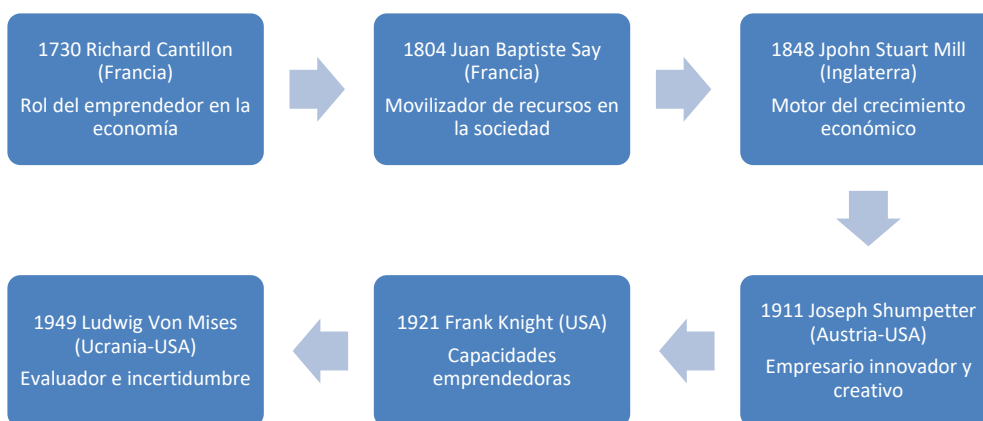 1730 Richard Cantillon
(Francia)
Rol del emprendedor en la
economía
1804 Juan Baptiste Say
(Francia)
Movilizador de recursos en
la sociedad
1848 Jpohn Stuart Mill
(Inglaterra)
Motor del crecimiento
económico
1911 Joseph Shumpetter
(Austria-USA)
Empresario innovador y
creativo
1921 Frank Knight (USA)
Capacidades
emprendedoras
1949 Ludwig Von Mises
(Ucrania-USA)
Evaluador e incertidumbre